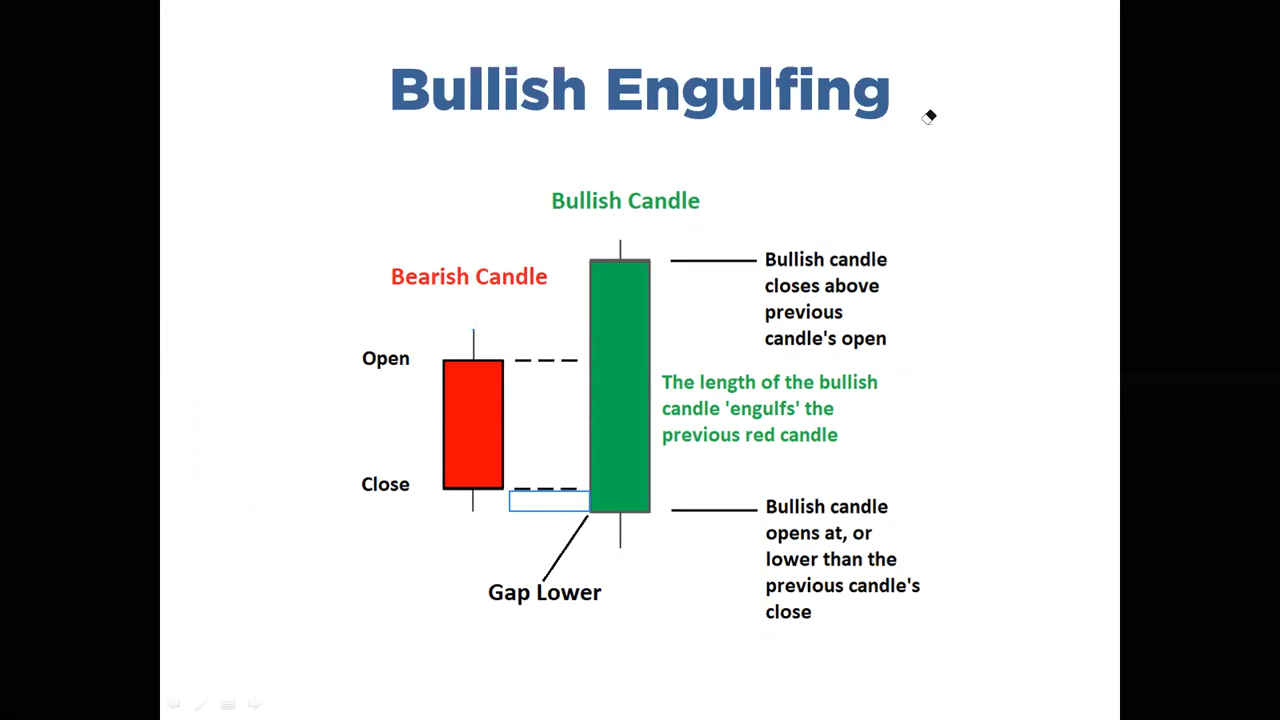 Bullish Engulfing
Bullish Candle
Bearish Candle
Open
Close
Gap Lower
Bullish candle
closes above
previous
candle's open
The length of the bullish
candle 'engulfs' the
previous red candle
Bullish candle
opens at, or
lower than the
previous candle's
close